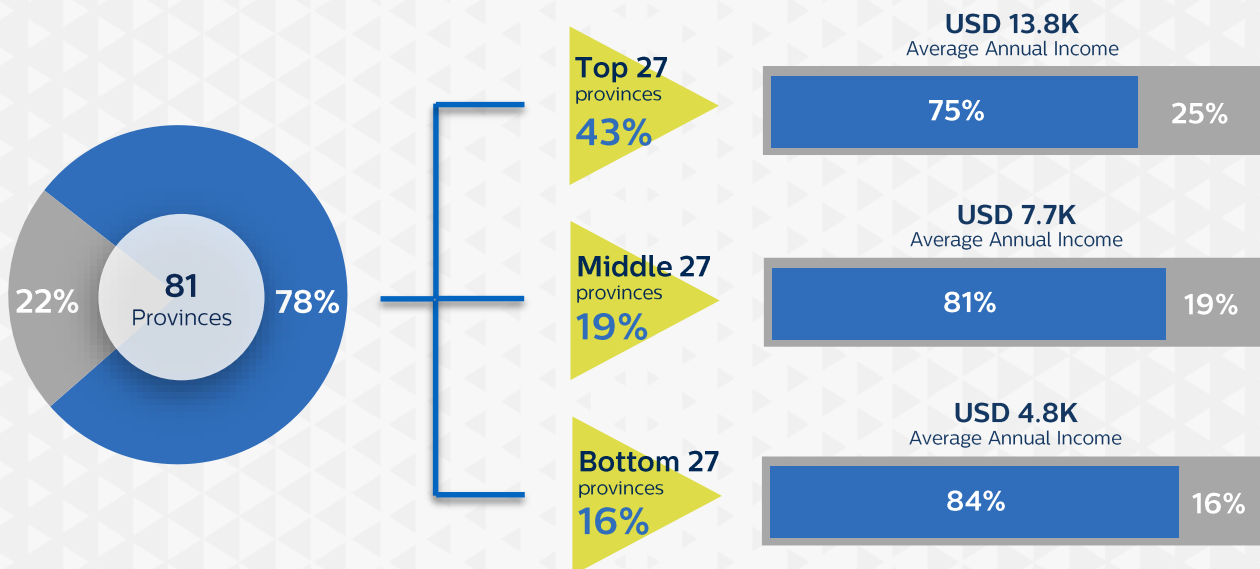 22%
81
Provinces
78%
Top 27
provinces
43%
USD 13.8K
Average Annual Income
75%
25%
Middle 27
provinces
19%
USD 7.7K
Average Annual Income
81%
19%
Bottom 27
provinces
16%
USD 4.8K
Average Annual Income
84%
16%